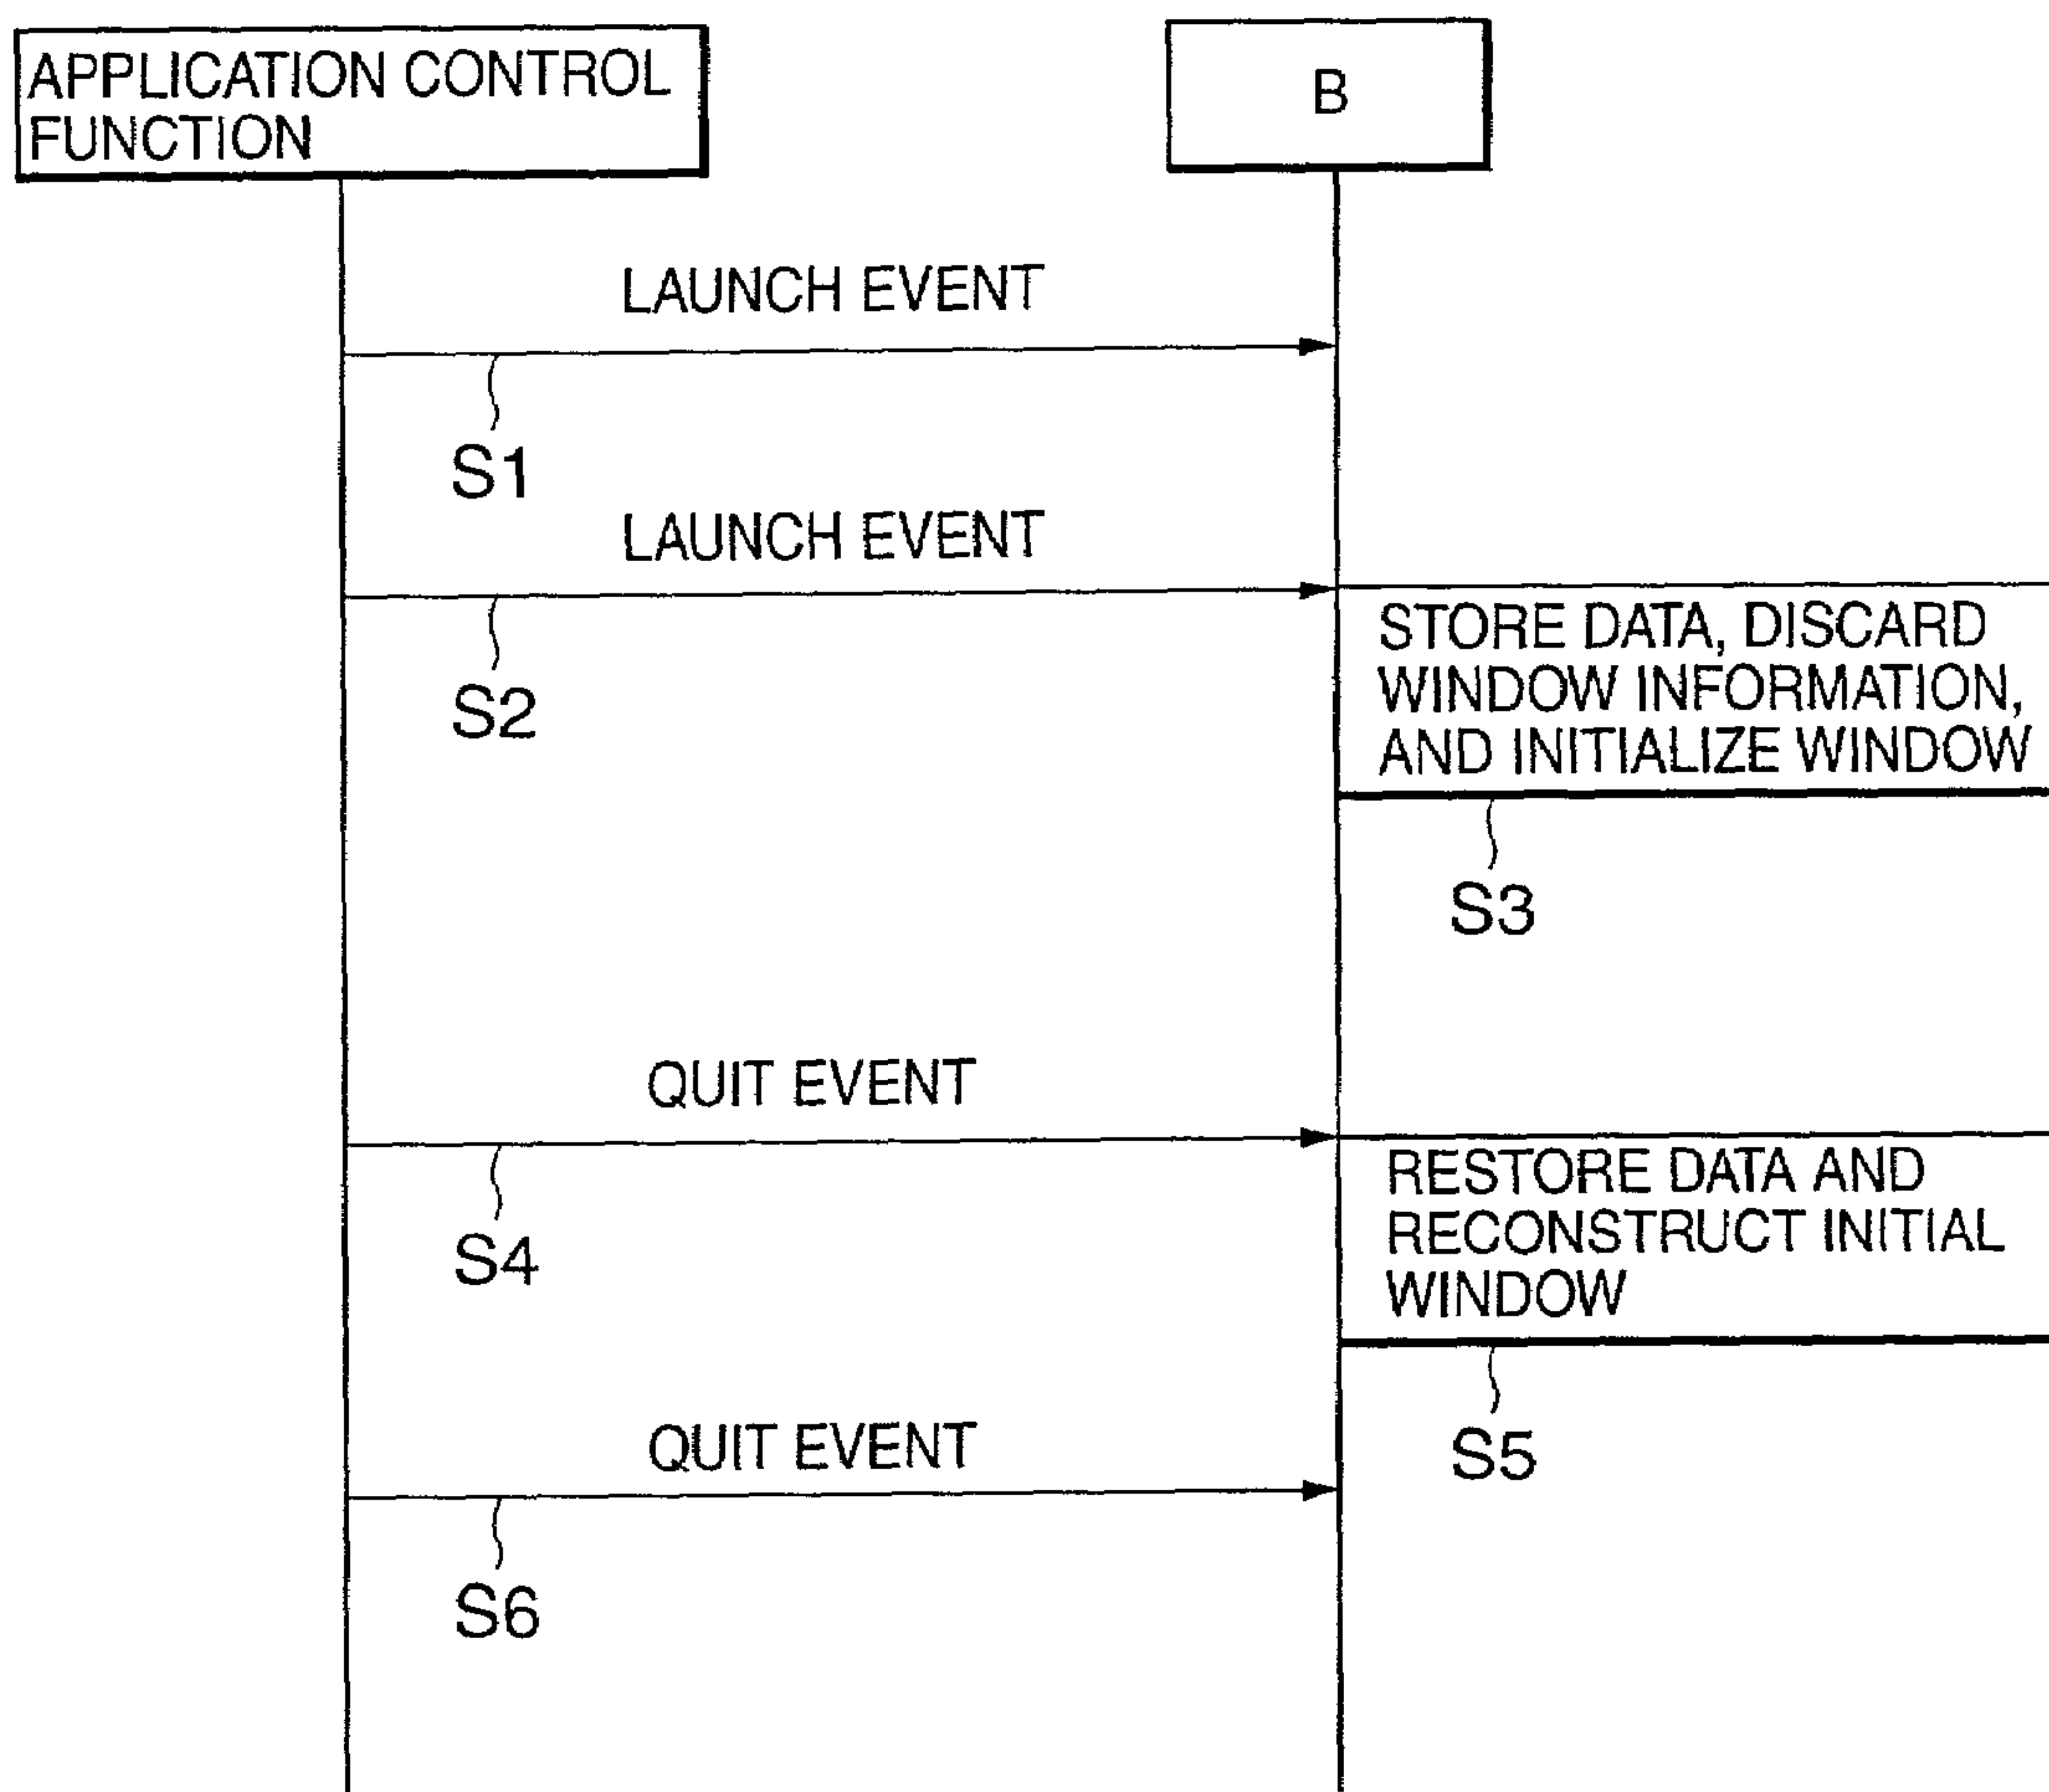 APPLICATION CONTROL
FUNCTION
B
LAUNCH EVENT
S1
LAUNCH EVENT
S2
STORE DATA, DISCARD
WINDOW INFORMATION,
AND INITIALIZE WINDOW
S3
QUIT EVENT
S4
RESTORE DATA AND
RECONSTRUCT INITIAL
WINDOW
S5
QUIT EVENT
S6